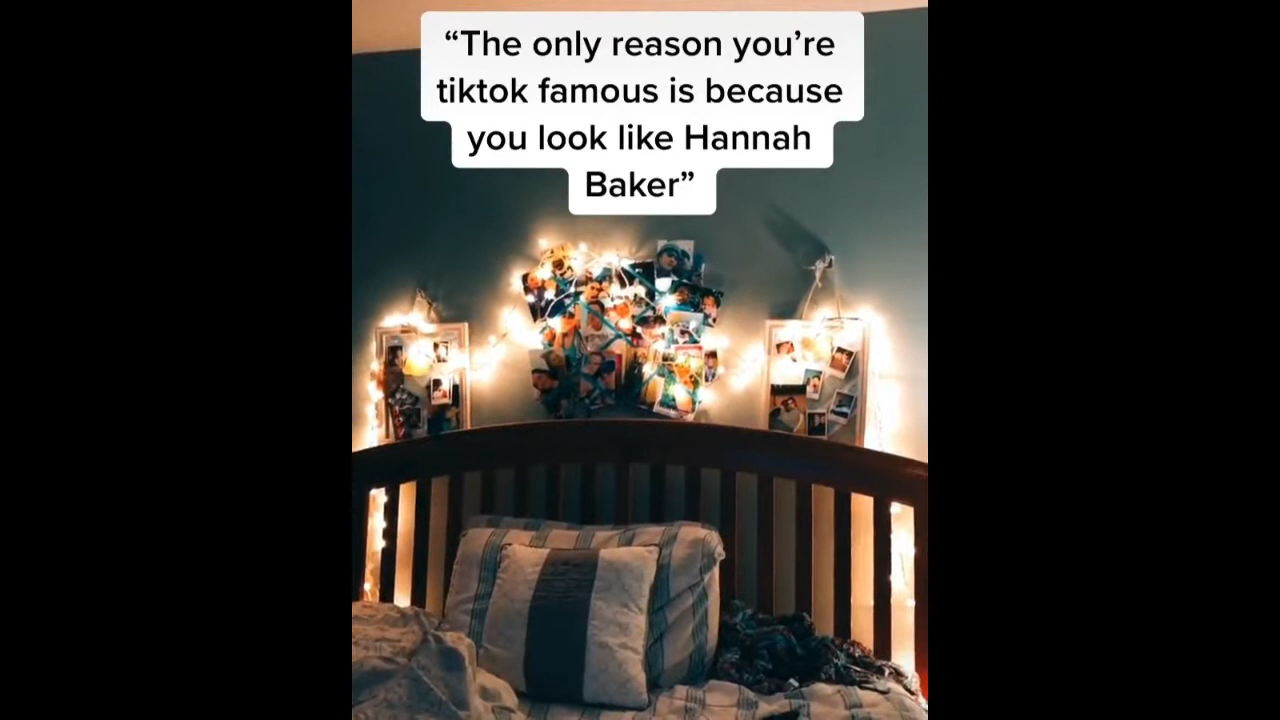 “The only reason you’re
tiktok famous is because
you look like Hannah
Baker”